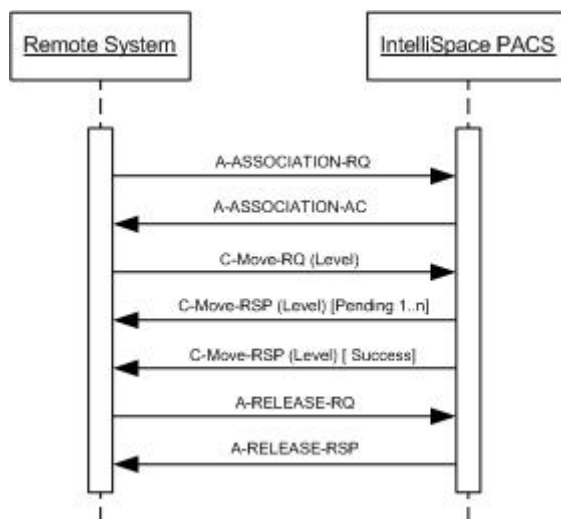 Remote System
IntelliSpace PACS
A-ASSOCIATION-RQ
A-ASSOCIATION-AC
C-Move-RQ (Level)
C-Move-RSP (Level) [Pending 1..n]
C-Move-RSP (Level) [ Success]
A-RELEASE-RQ
A-RELEASE-RSP